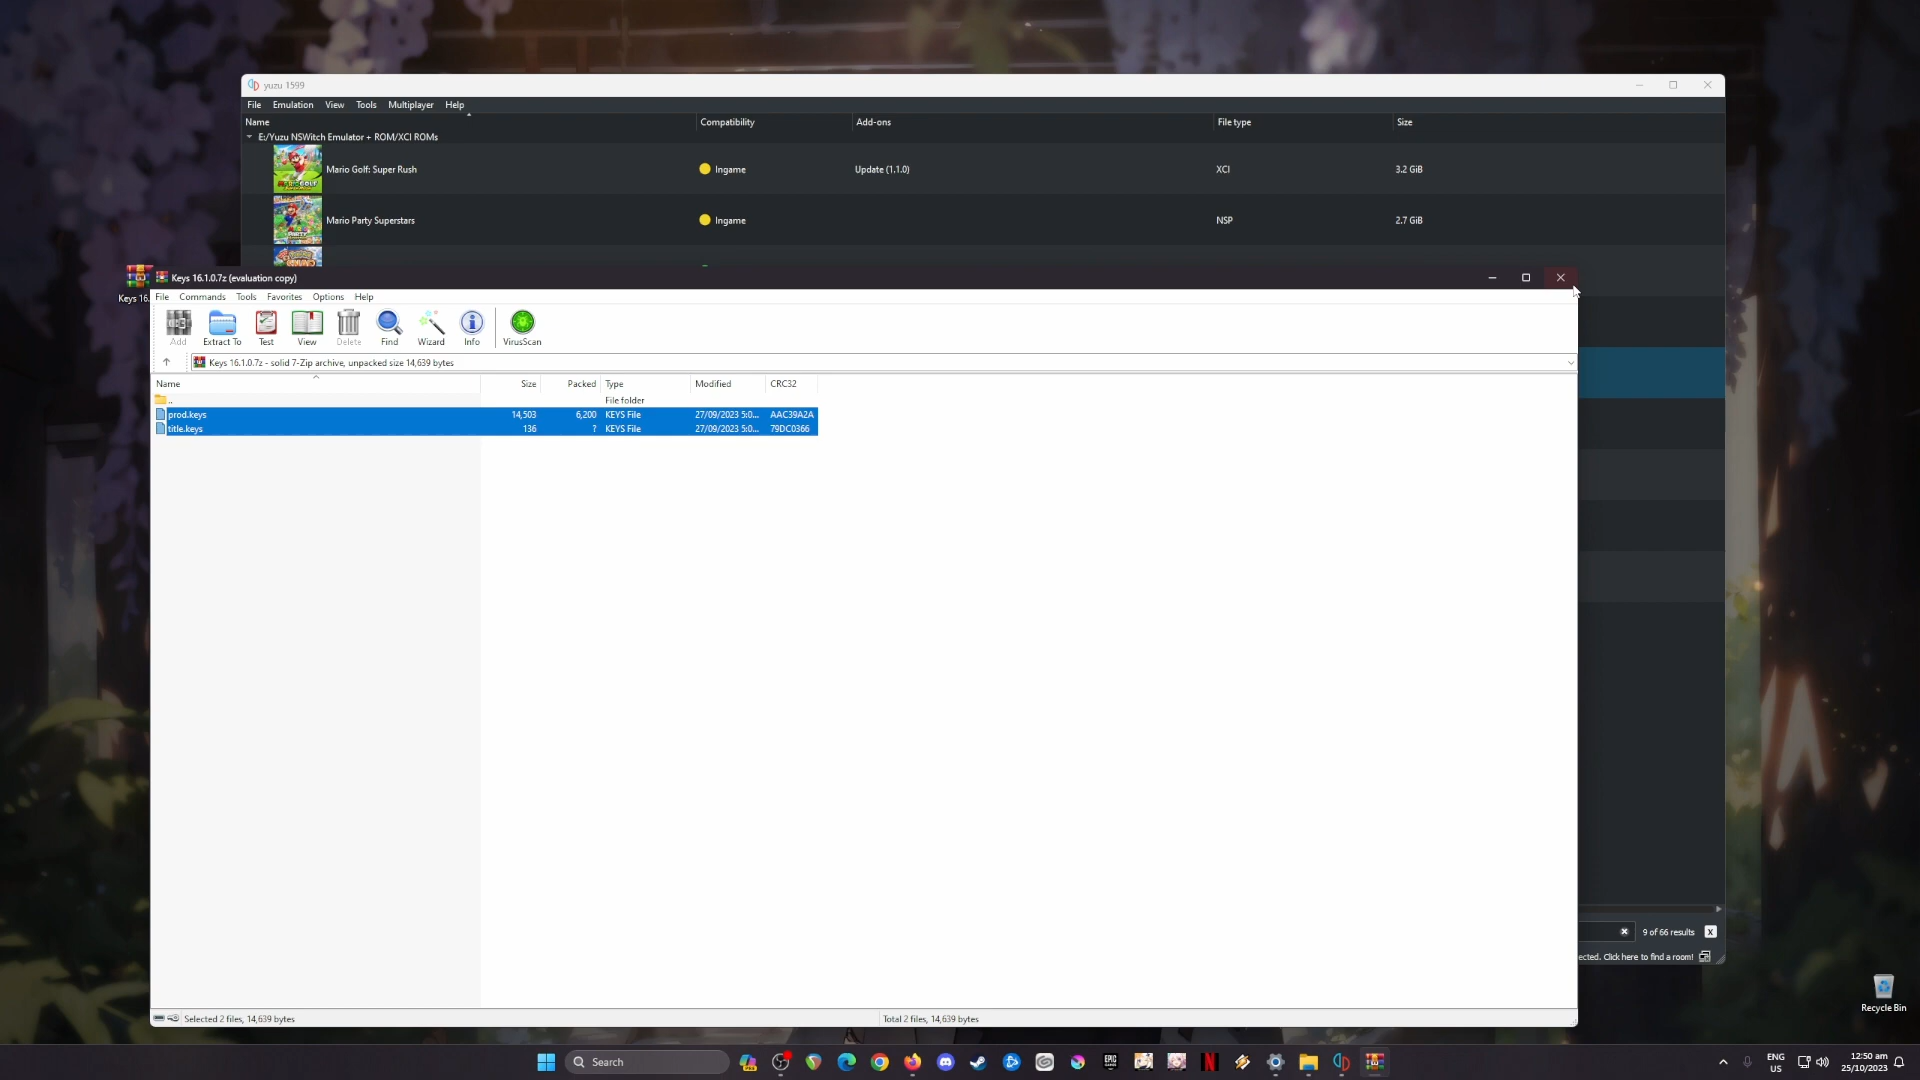 yuzu 1599
File Emulation View Tools Multiplayer Help
Name Compatibility Add-ons File type Size
E:/Yuzu NSWitch Emulator + ROM/XCI ROMs
Mario Golf: Super Rush Ingame Update (1.1.0) XCI 3.2 GiB
Mario Party Superstars Ingame NSP 2.7 GiB
Keys 16.
Keys 16.1.0.7z (evaluation copy)
File Commands Tools Favorites Options Help
Add Extract To Test View Delete Find Wizard Info VirusScan
Keys 16.1.0.7z - solid 7-Zip archive, unpacked size 14,639 bytes
Name Size Packed Type Modified CRC32
.. File folder
prod.keys 14,503 6,200 KEYS File 27/09/2023 5:0... AAC39A2A
title.keys 136 ? KEYS File 27/09/2023 5:0... 79DC0366
9 of 66 results X
ected. Click here to find a room!
Recycle Bin
Selected 2 files, 14,639 bytes Total 2 files, 14,639 bytes
Search
ENG
US
12:50 am
25/10/2023